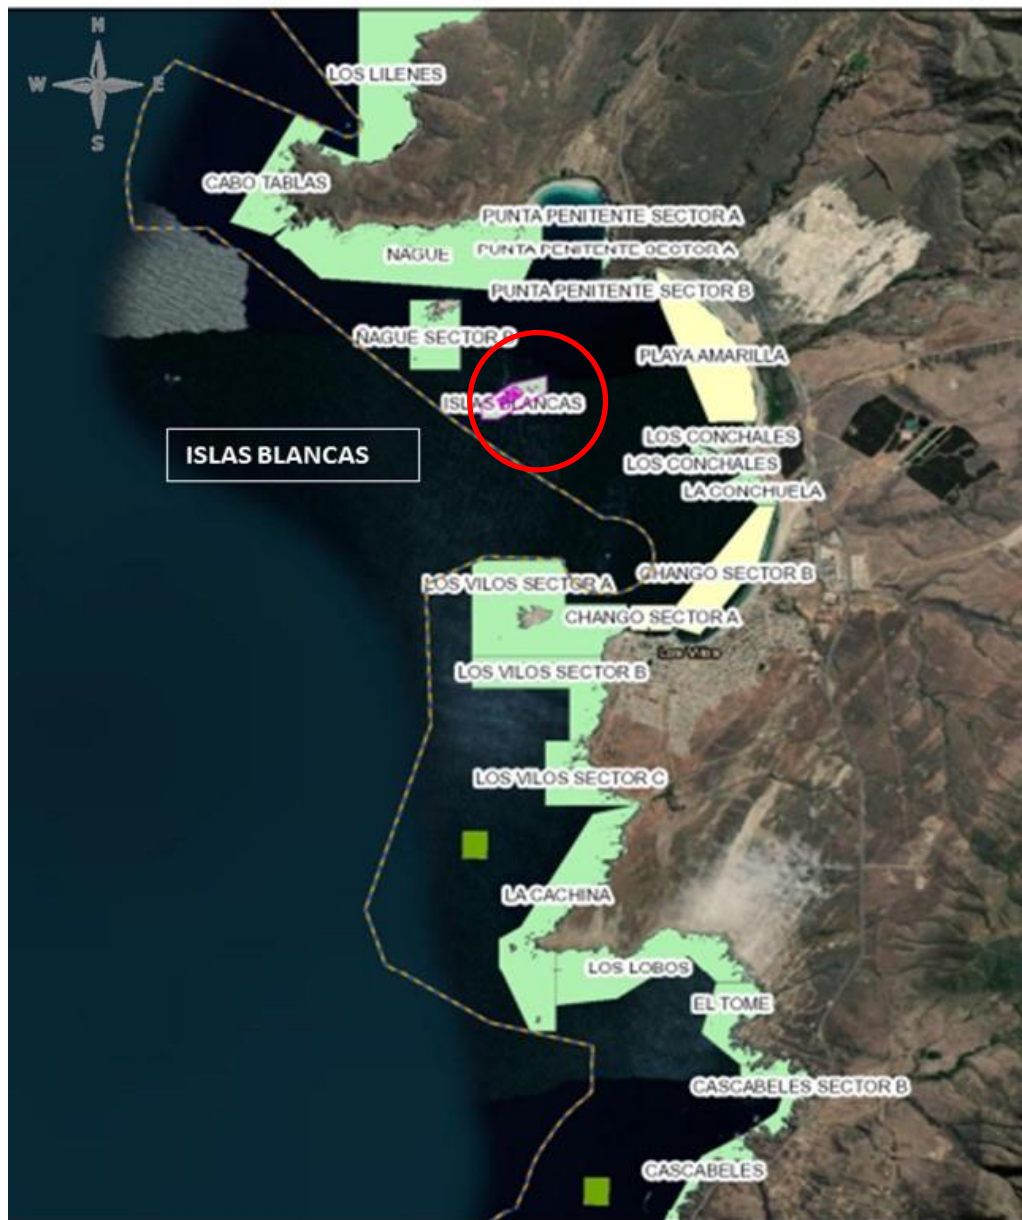 N
W E
S
LOS LILENES
CABO TABLAS
PUNTA PENITENTE SECTOR A
ÑAGUE
PUNTA PENITENTE SECTOR A
PUNTA PENITENTE SECTOR B
ÑAGUE SECTOR B
PLAYA AMARILLA
ISLAS BLANCAS
LOS CONCHALES
ISLAS BLANCAS
LOS CONCHALES
LA CONCHUELA
CHANGO SECTOR B
LOS VILOS SECTOR A
CHANGO SECTOR A
Los Vilos
LOS VILOS SECTOR B
LOS VILOS SECTOR C
LA CACHINA
LOS LOBOS
EL TOME
CASCABELES SECTOR B
CASCABELES